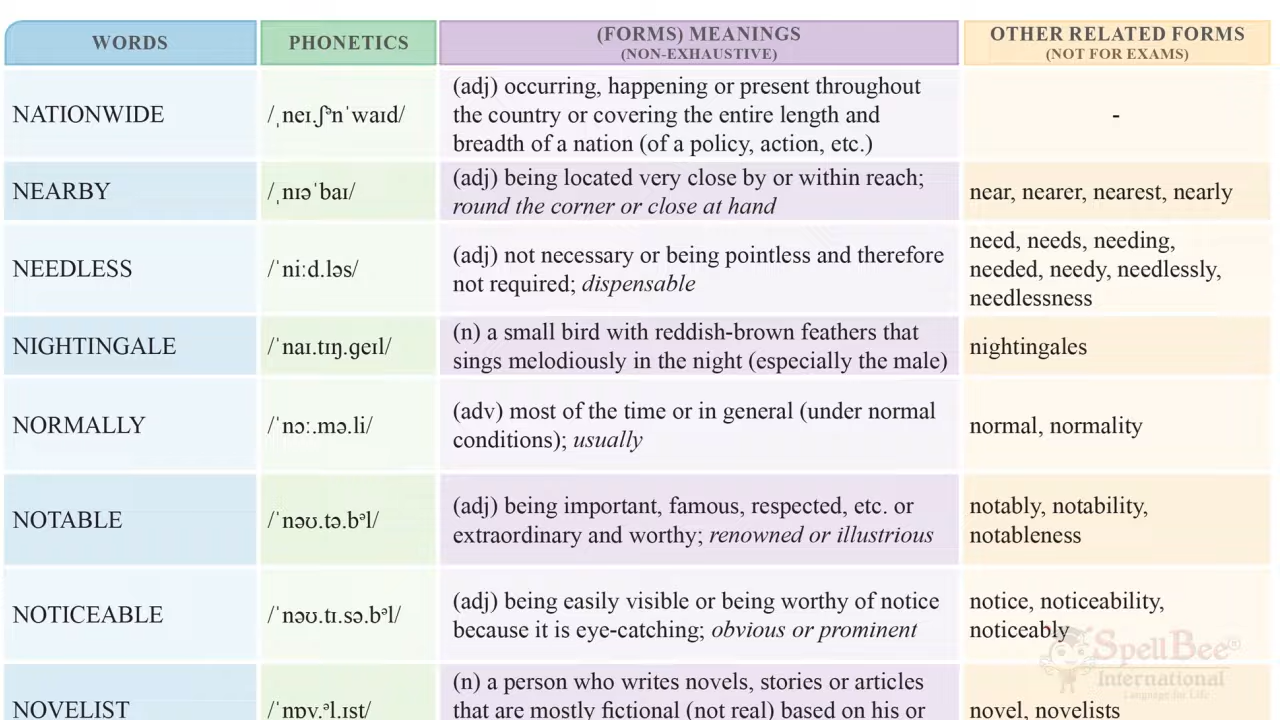 WORDS
PHONETICS
(FORMS) MEANINGS
(NON-EXHAUSTIVE)
OTHER RELATED FORMS
(NOT FOR EXAMS)
NATIONWIDE
/ˌneɪ.ʃᵊnˈwaɪd/
(adj) occurring, happening or present throughout
the country or covering the entire length and
breadth of a nation (of a policy, action, etc.)
-
NEARBY
/ˌnɪəˈbaɪ/
(adj) being located very close by or within reach;
round the corner or close at hand
near, nearer, nearest, nearly
NEEDLESS
/ˈniːd.ləs/
(adj) not necessary or being pointless and therefore
not required; dispensable
need, needs, needing,
needed, needy, needlessly,
needlessness
NIGHTINGALE
/ˈnaɪ.tɪŋ.ɡeɪl/
(n) a small bird with reddish-brown feathers that
sings melodiously in the night (especially the male)
nightingales
NORMALLY
/ˈnɔː.mə.li/
(adv) most of the time or in general (under normal
conditions); usually
normal, normality
NOTABLE
/ˈnəʊ.tə.bᵊl/
(adj) being important, famous, respected, etc. or
extraordinary and worthy; renowned or illustrious
notably, notability,
notableness
NOTICEABLE
/ˈnəʊ.tɪ.sə.bᵊl/
(adj) being easily visible or being worthy of notice
because it is eye-catching; obvious or prominent
notice, noticeability,
noticeably
NOVELIST
/ˈnɒv.ᵊl.ɪst/
(n) a person who writes novels, stories or articles
that are mostly fictional (not real) based on his or
novel, novelists
SpellBee®
International
Language for Life